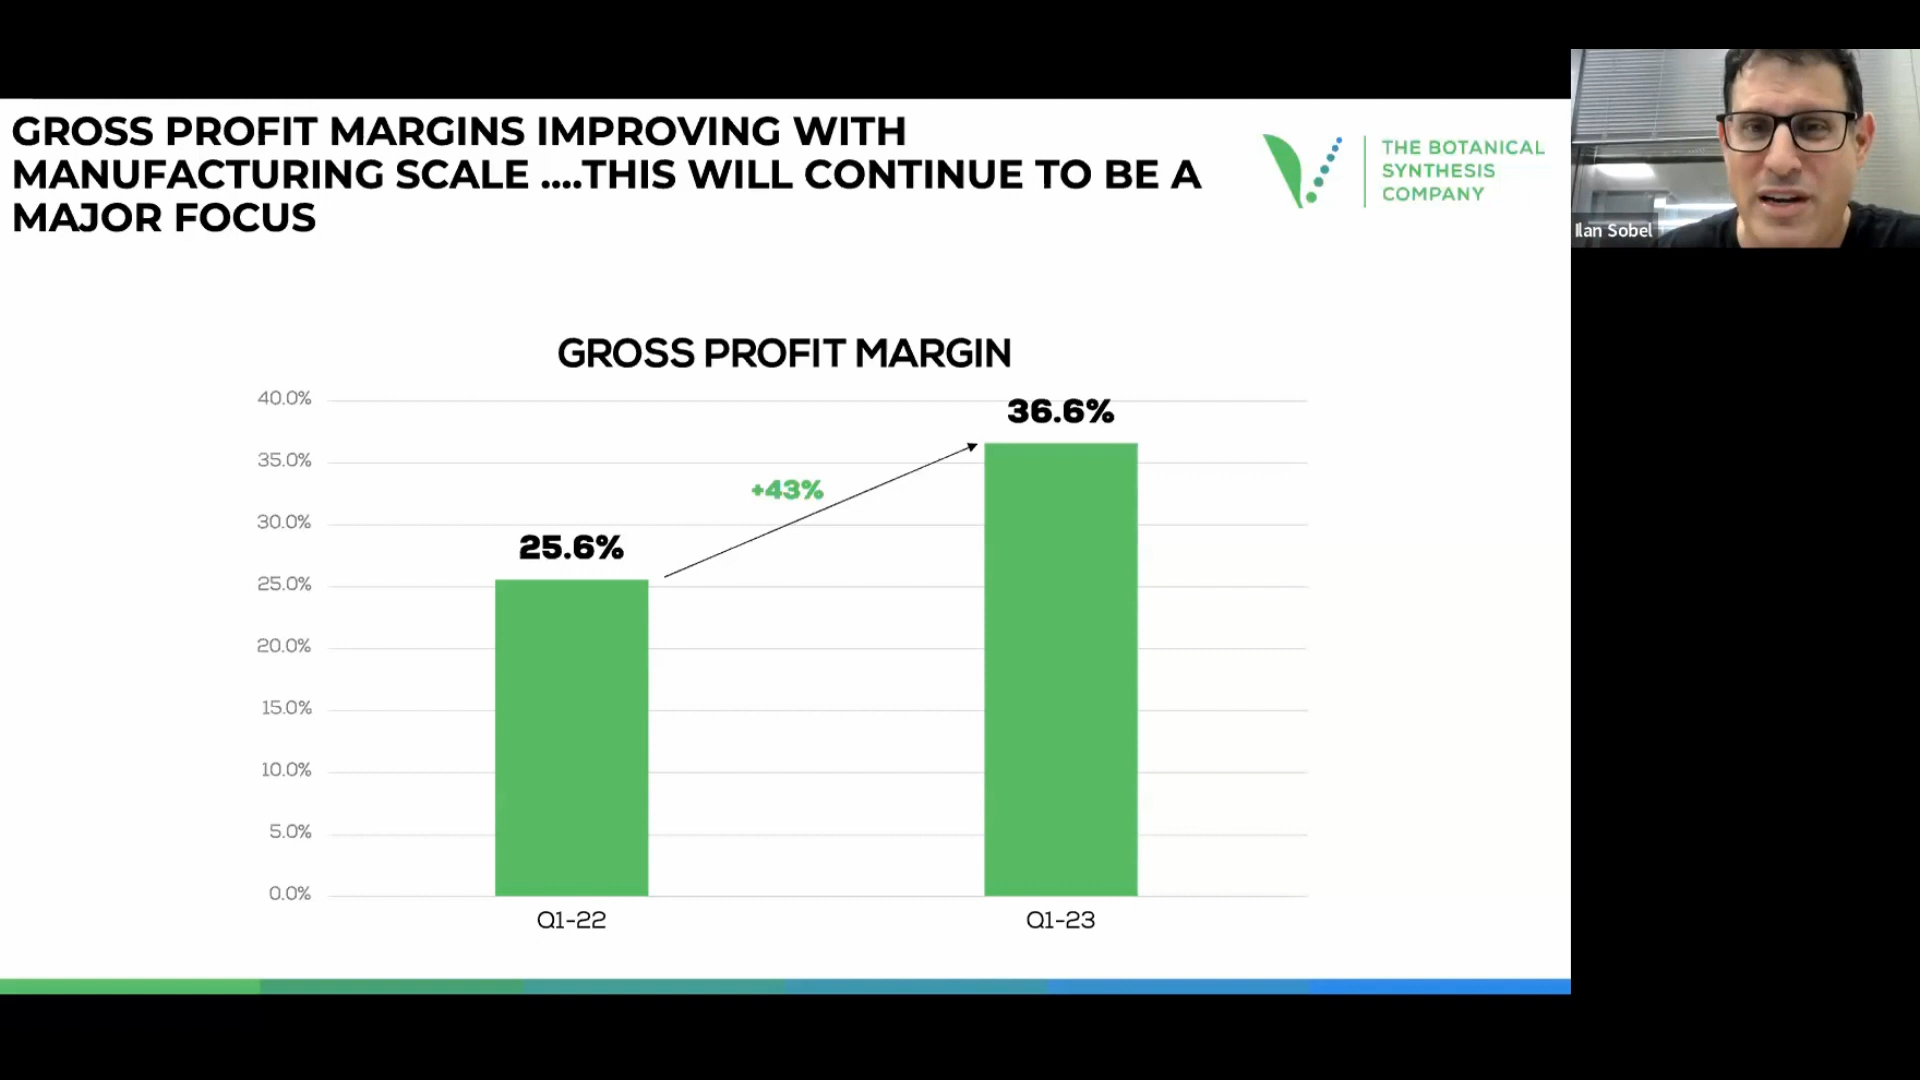 GROSS PROFIT MARGINS IMPROVING WITH
MANUFACTURING SCALE ....THIS WILL CONTINUE TO BE A
MAJOR FOCUS
THE BOTANICAL
SYNTHESIS
COMPANY
Ilan Sobel
GROSS PROFIT MARGIN
40.0%
35.0%
30.0%
25.0%
20.0%
15.0%
10.0%
5.0%
0.0%
25.6%
+43%
36.6%
Q1-22
Q1-23